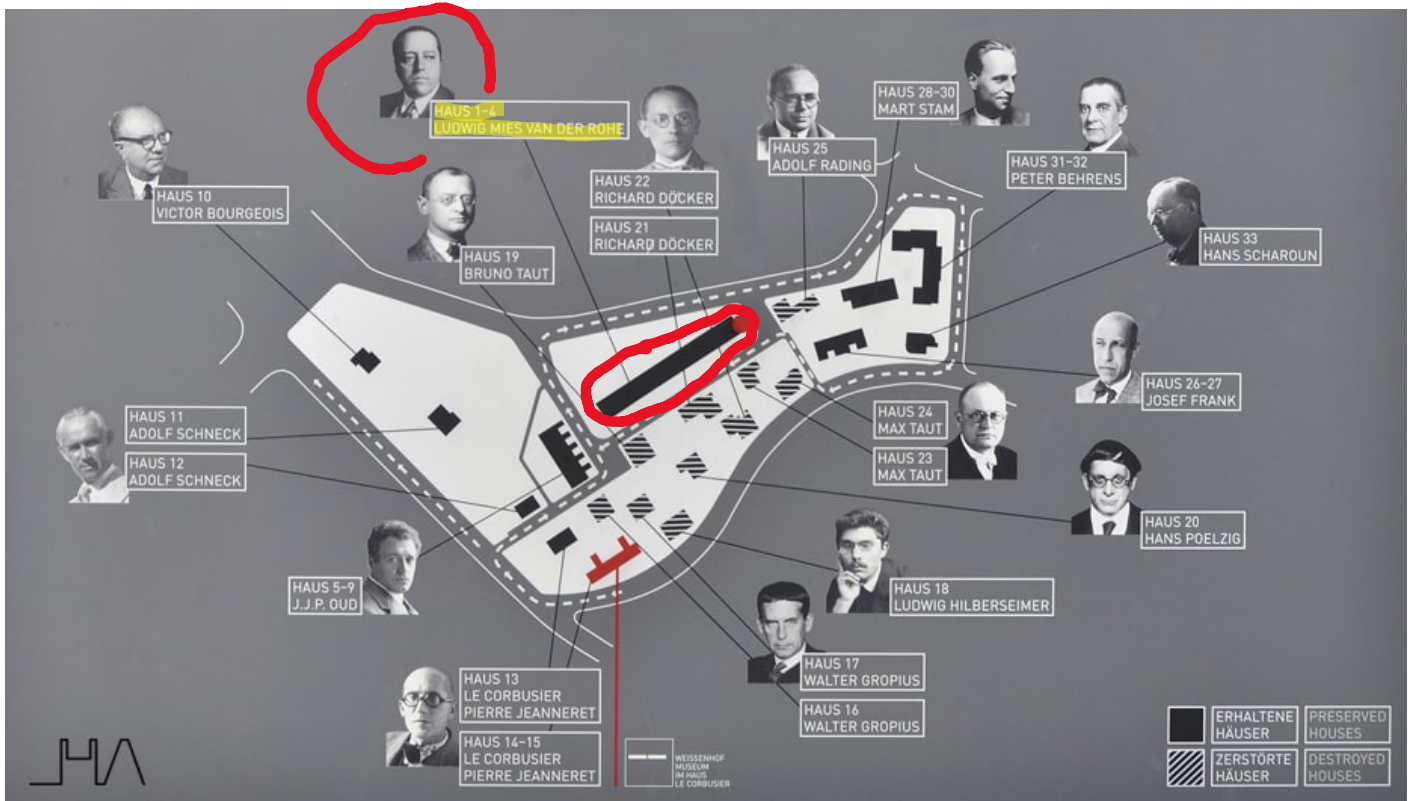 HAUS 1–4
LUDWIG MIES VAN DER ROHE
HAUS 10
VICTOR BOURGEOIS
HAUS 19
BRUNO TAUT
HAUS 22
RICHARD DÖCKER
HAUS 21
RICHARD DÖCKER
HAUS 25
ADOLF RADING
HAUS 28–30
MART STAM
HAUS 31–32
PETER BEHRENS
HAUS 33
HANS SCHAROUN
HAUS 26–27
JOSEF FRANK
HAUS 24
MAX TAUT
HAUS 23
MAX TAUT
HAUS 11
ADOLF SCHNECK
HAUS 12
ADOLF SCHNECK
HAUS 20
HANS POELZIG
HAUS 5–9
J.J.P. OUD
HAUS 18
LUDWIG HILBERSEIMER
HAUS 17
WALTER GROPIUS
HAUS 16
WALTER GROPIUS
HAUS 13
LE CORBUSIER
PIERRE JEANNERET
HAUS 14–15
LE CORBUSIER
PIERRE JEANNERET
WEISSENHOF
MUSEUM
IM HAUS
LE CORBUSIER
ERHALTENE
HÄUSER
PRESERVED
HOUSES
ZERSTÖRTE
HÄUSER
DESTROYED
HOUSES